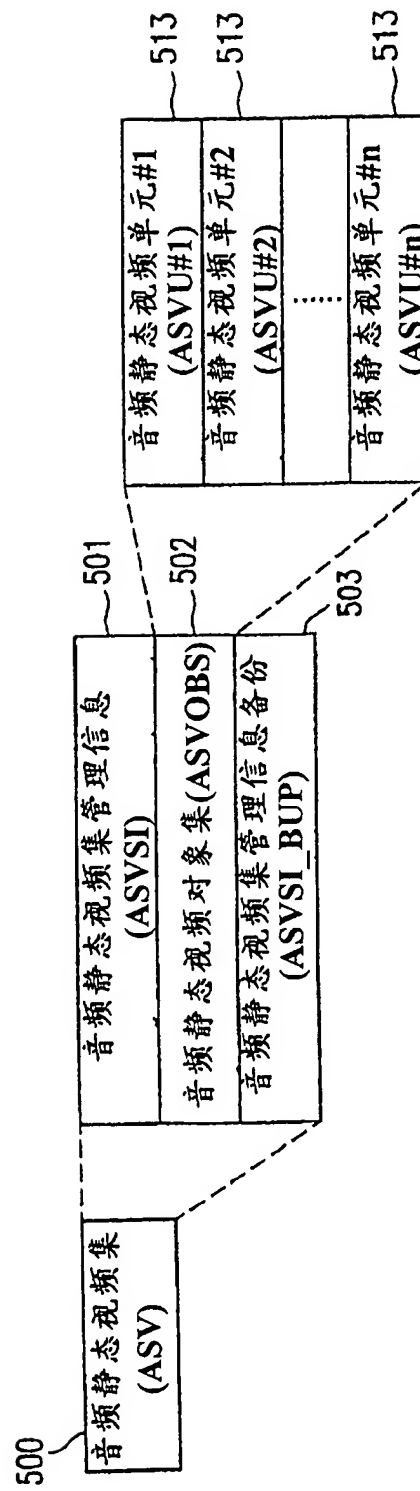 500
音频静态视频集
(ASV)
501
音频静态视频集管理信息
(ASVSI)
502
音频静态视频对象集(ASVOBS)
503
音频静态视频集管理信息备份
(ASVSI_BUP)
音频静态视频单元#1
(ASVU#1)
513
音频静态视频单元#2
(ASVU#2)
513
......
音频静态视频单元#n
(ASVU#n)
513